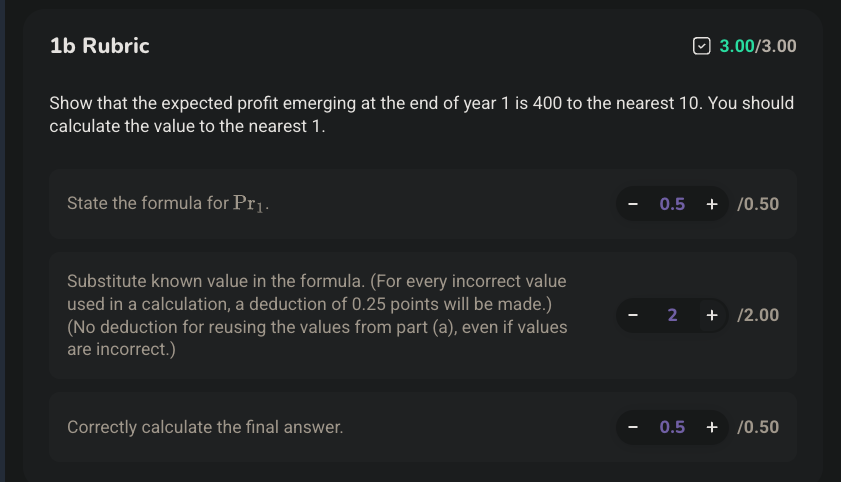 1b Rubric
3.00/3.00
Show that the expected profit emerging at the end of year 1 is 400 to the nearest 10. You should
calculate the value to the nearest 1.
State the formula for Pr₁.
− 0.5 + /0.50
Substitute known value in the formula. (For every incorrect value
used in a calculation, a deduction of 0.25 points will be made.)
(No deduction for reusing the values from part (a), even if values
are incorrect.)
− 2 + /2.00
Correctly calculate the final answer.
− 0.5 + /0.50